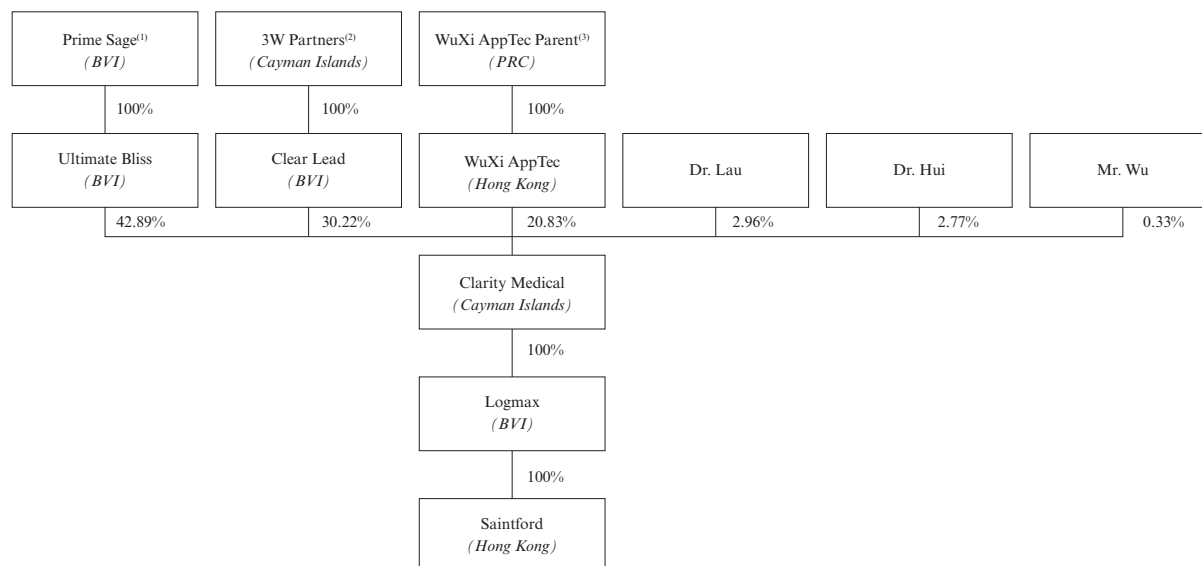 Prime Sage(1)
(BVI)
3W Partners(2)
(Cayman Islands)
WuXi AppTec Parent(3)
(PRC)
100%
100%
100%
Ultimate Bliss
(BVI)
Clear Lead
(BVI)
WuXi AppTec
(Hong Kong)
Dr. Lau
Dr. Hui
Mr. Wu
42.89%
30.22%
20.83%
2.96%
2.77%
0.33%
Clarity Medical
(Cayman Islands)
100%
Logmax
(BVI)
100%
Saintford
(Hong Kong)